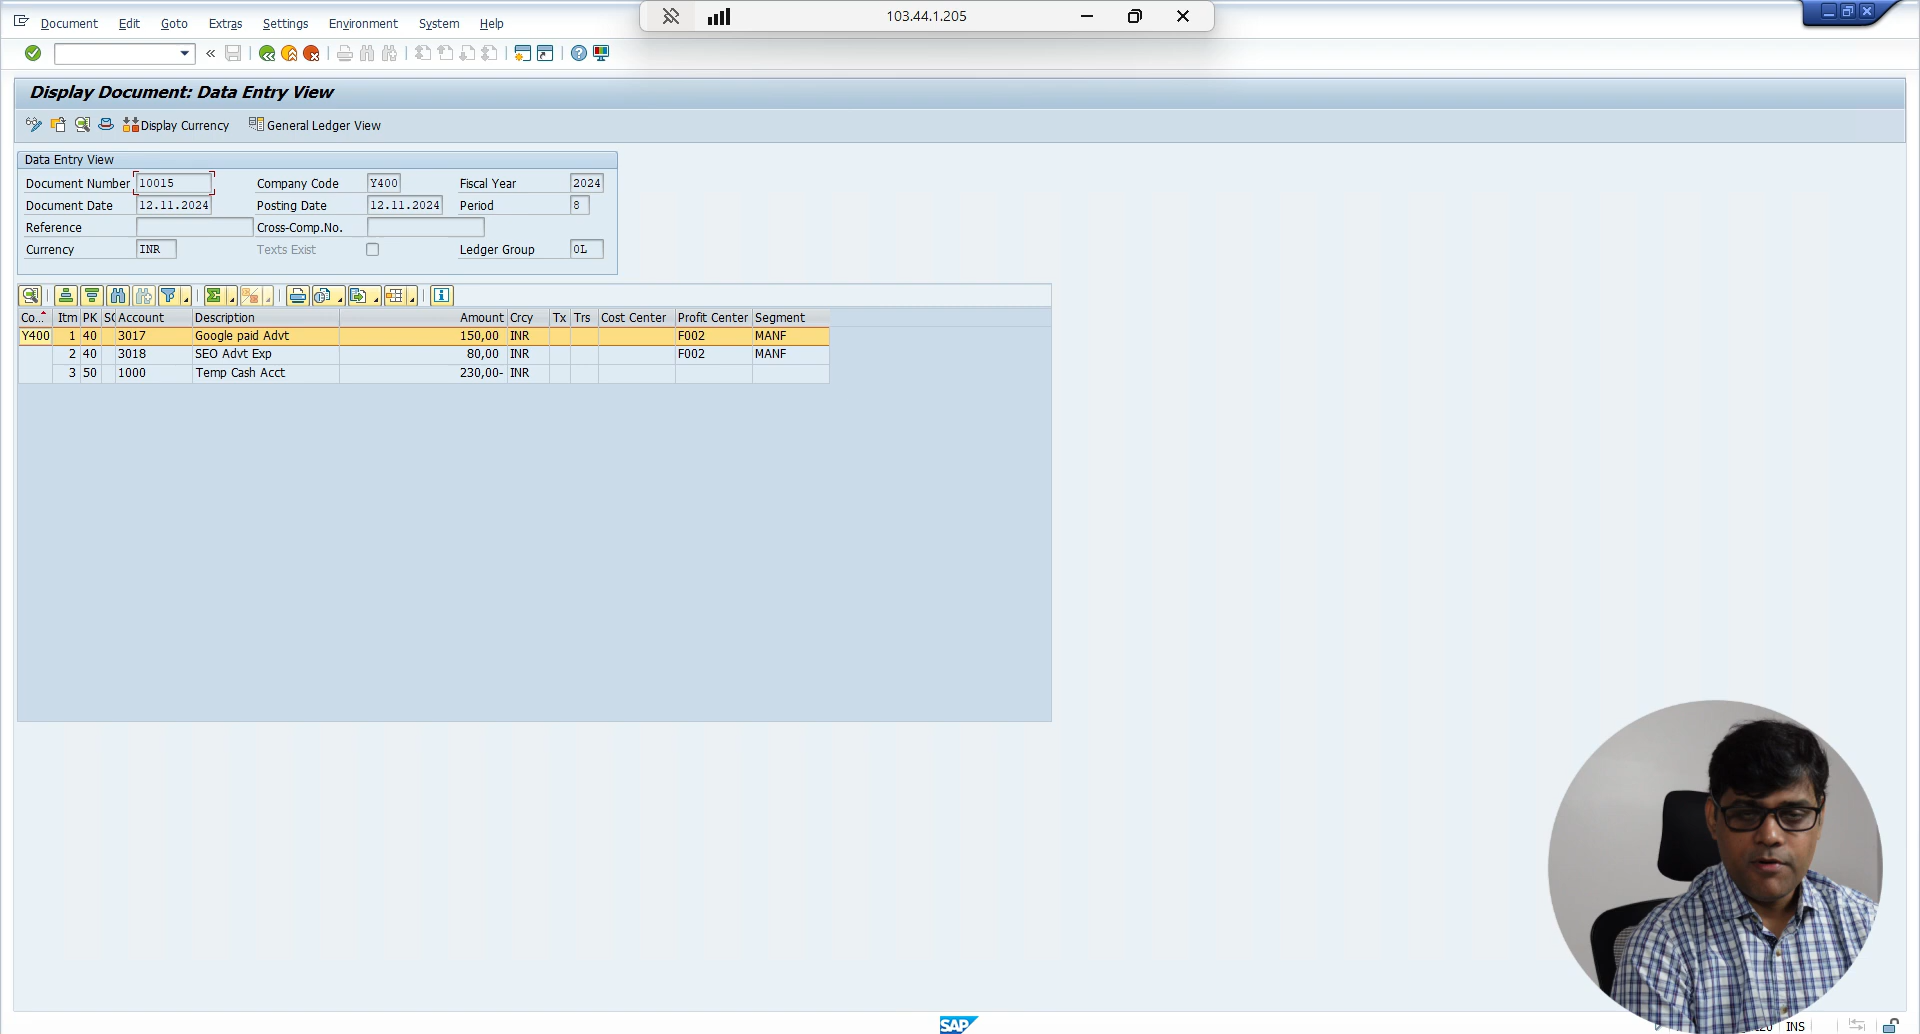 Document Edit Goto Extras Settings Environment System Help
103.44.1.205
Display Document: Data Entry View
Display Currency General Ledger View
Data Entry View
Document Number 10015 Company Code Y400 Fiscal Year 2024
Document Date 12.11.2024 Posting Date 12.11.2024 Period 8
Reference Cross-Comp.No.
Currency INR Texts Exist Ledger Group 0L
Co... Itm PK SG Account Description Amount Crcy Tx Trs Cost Center Profit Center Segment
Y400 1 40 3017 Google paid Advt 150,00 INR F002 MANF
2 40 3018 SEO Advt Exp 80,00 INR F002 MANF
3 50 1000 Temp Cash Acct 230,00- INR
SAP INS